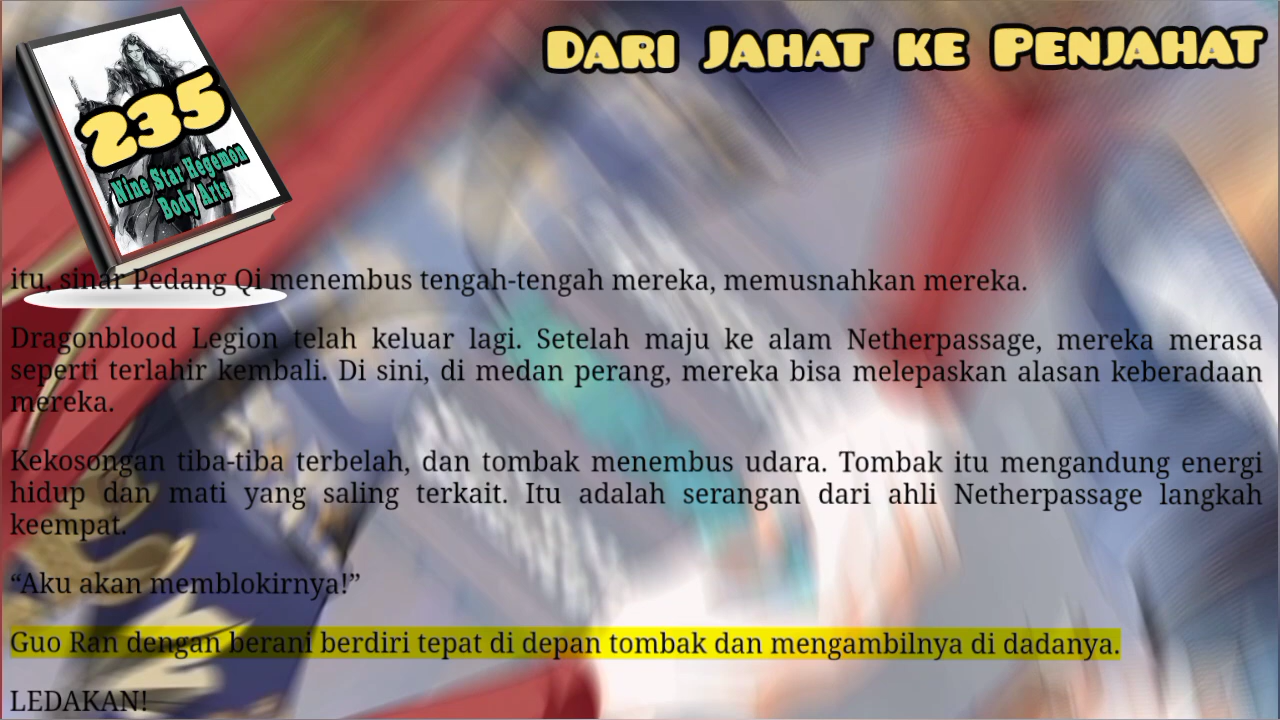 Dari Jahat ke Penjahat
235
Nine Star Hegemon
Body Arts
itu, sinar Pedang Qi menembus tengah-tengah mereka, memusnahkan mereka.
Dragonblood Legion telah keluar lagi. Setelah maju ke alam Netherpassage, mereka merasa
seperti terlahir kembali. Di sini, di medan perang, mereka bisa melepaskan alasan keberadaan
mereka.
Kekosongan tiba-tiba terbelah, dan tombak menembus udara. Tombak itu mengandung energi
hidup dan mati yang saling terkait. Itu adalah serangan dari ahli Netherpassage langkah
keempat.
“Aku akan memblokirnya!”
Guo Ran dengan berani berdiri tepat di depan tombak dan mengambilnya di dadanya.
LEDAKAN!